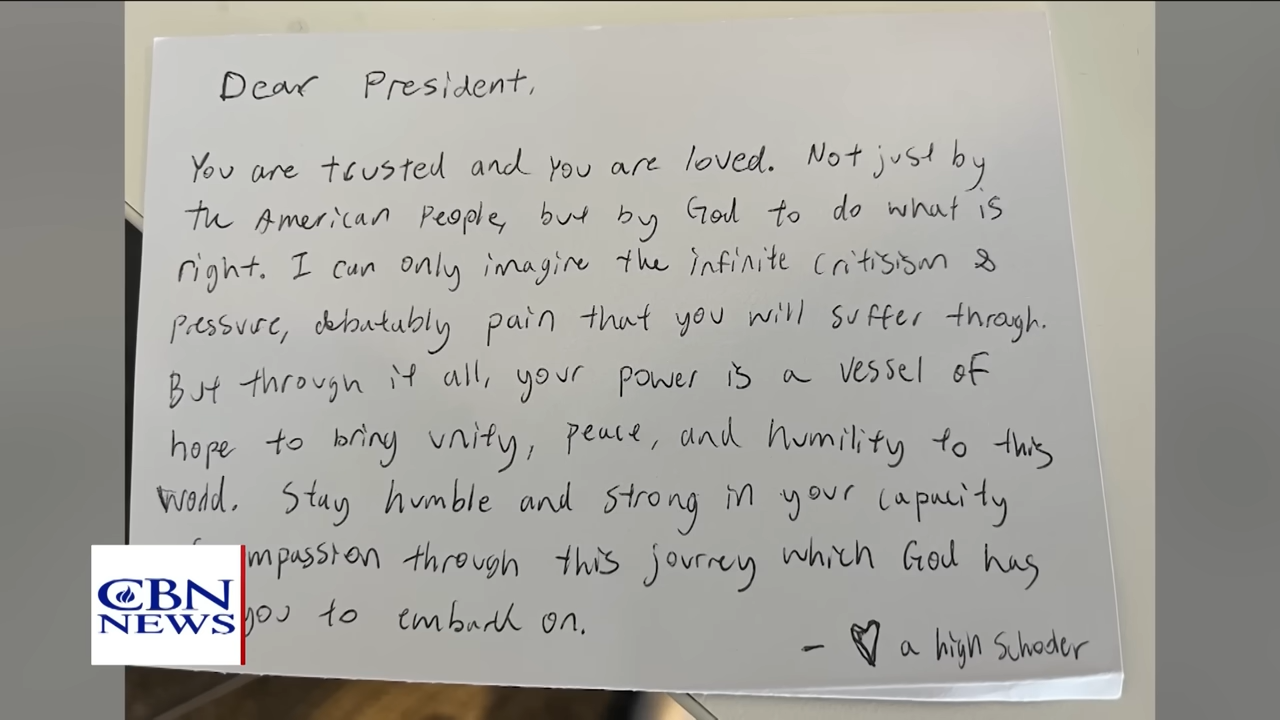 Dear President,
You are trusted and you are loved. Not just by
the American People, but by God to do what is
right. I can only imagine the infinite critisism &
pressure, debatably pain that you will suffer through.
But through it all, your power is a vessel of
hope to bring unity, peace, and humility to this
world. Stay humble and strong in your capacity
mpassion through this journey which God has
you to embark on.
- ♥ a high schooler
CBN
NEWS